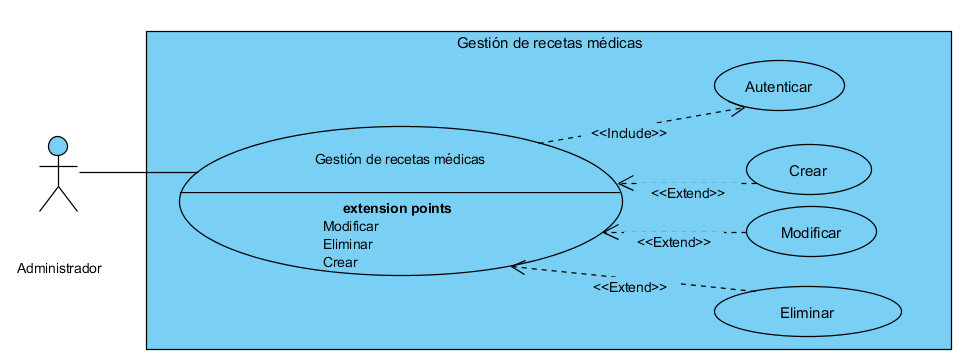 Gestión de recetas médicas
Autenticar
<<Include>>
Gestión de recetas médicas
Crear
<<Extend>>
extension points
Modificar
Eliminar
Crear
Modificar
<<Extend>>
Administrador
<<Extend>>
Eliminar